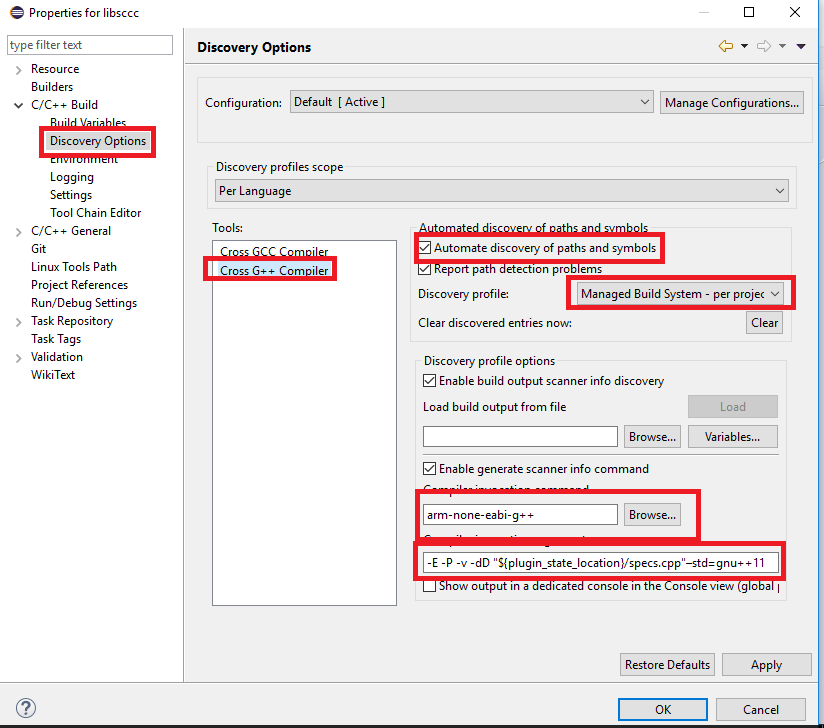 Properties for libsccc
type filter text
Resource
Builders
C/C++ Build
Build Variables
Discovery Options
Environment
Logging
Settings
Tool Chain Editor
C/C++ General
Git
Linux Tools Path
Project References
Run/Debug Settings
Task Repository
Task Tags
Validation
WikiText
Discovery Options
Configuration: Default [ Active ] Manage Configurations...
Discovery profiles scope
Per Language
Tools:
Cross GCC Compiler
Cross G++ Compiler
Automated discovery of paths and symbols
Automate discovery of paths and symbols
Report path detection problems
Discovery profile: Managed Build System - per projec
Clear discovered entries now: Clear
Discovery profile options
Enable build output scanner info discovery
Load build output from file Load
Browse... Variables...
Enable generate scanner info command
Compiler invocation command
arm-none-eabi-g++ Browse...
-E -P -v -dD "${plugin_state_location}/specs.cpp"–std=gnu++11
Show output in a dedicated console in the Console view (global p
Restore Defaults Apply
? OK Cancel